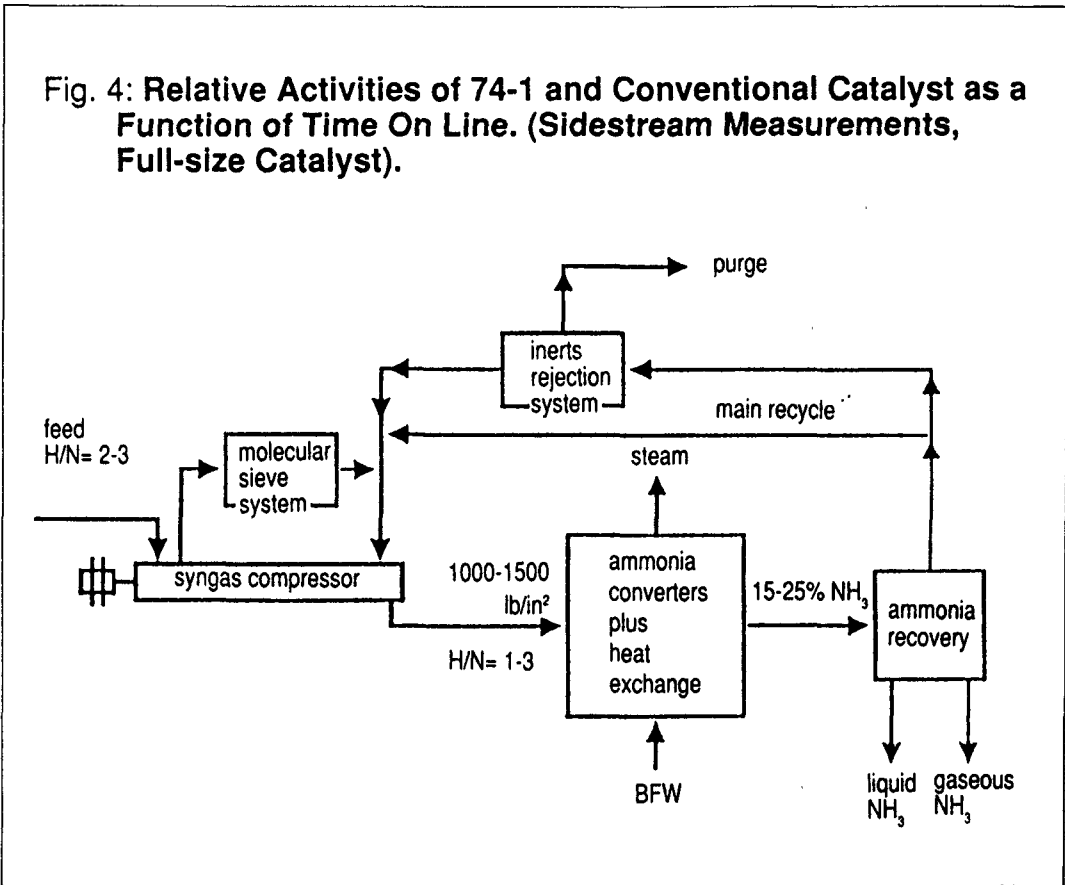 Fig. 4: Relative Activities of 74-1 and Conventional Catalyst as a
Function of Time On Line. (Sidestream Measurements,
Full-size Catalyst).
purge
inerts
rejection
system
main recycle
feed
H/N= 2-3
molecular
sieve
system
steam
syngas compressor
1000-1500
lb/in²
H/N= 1-3
ammonia
converters
plus
heat
exchange
15-25% NH₃
ammonia
recovery
BFW
liquid
NH₃
gaseous
NH₃